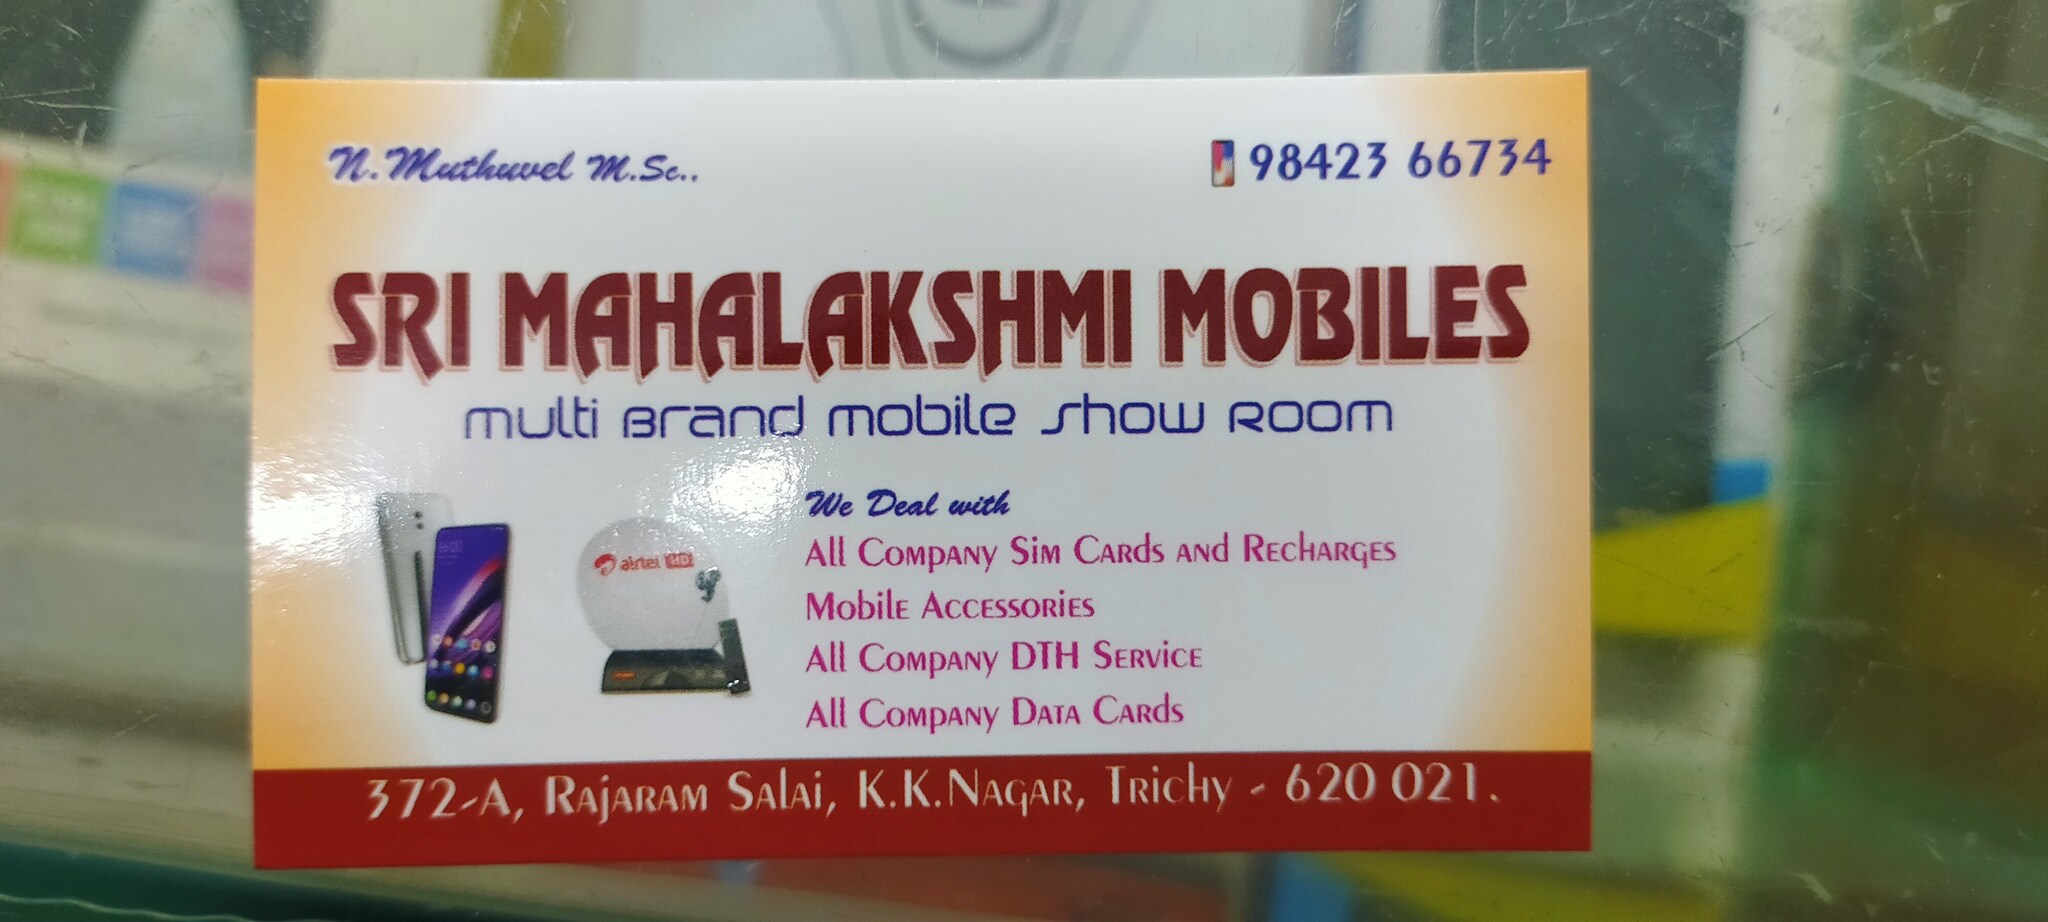 N. Muthuvel M.Sc..
98423 66734
SRI MAHALAKSHMI MOBILES
Multi Brand Mobile Show Room
We Deal with
All Company Sim Cards and Recharges
Mobile Accessories
All Company DTH Service
All Company Data Cards
airtel HD
372-A, Rajaram Salai, K.K.Nagar, Trichy - 620 021.